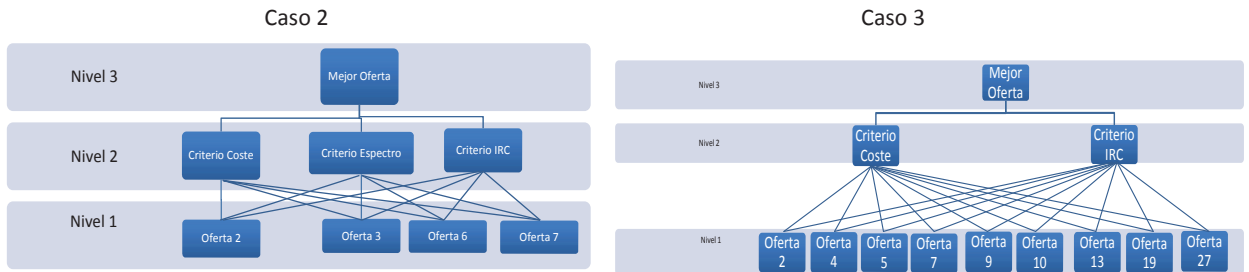 Caso 2
Nivel 3
Mejor Oferta
Nivel 2
Criterio Coste
Criterio Espectro
Criterio IRC
Nivel 1
Oferta 2
Oferta 3
Oferta 6
Oferta 7
Caso 3
Nivel 3
Mejor
Oferta
Nivel 2
Criterio
Coste
Criterio
IRC
Nivel 1
Oferta
2
Oferta
4
Oferta
5
Oferta
7
Oferta
9
Oferta
10
Oferta
13
Oferta
19
Oferta
27